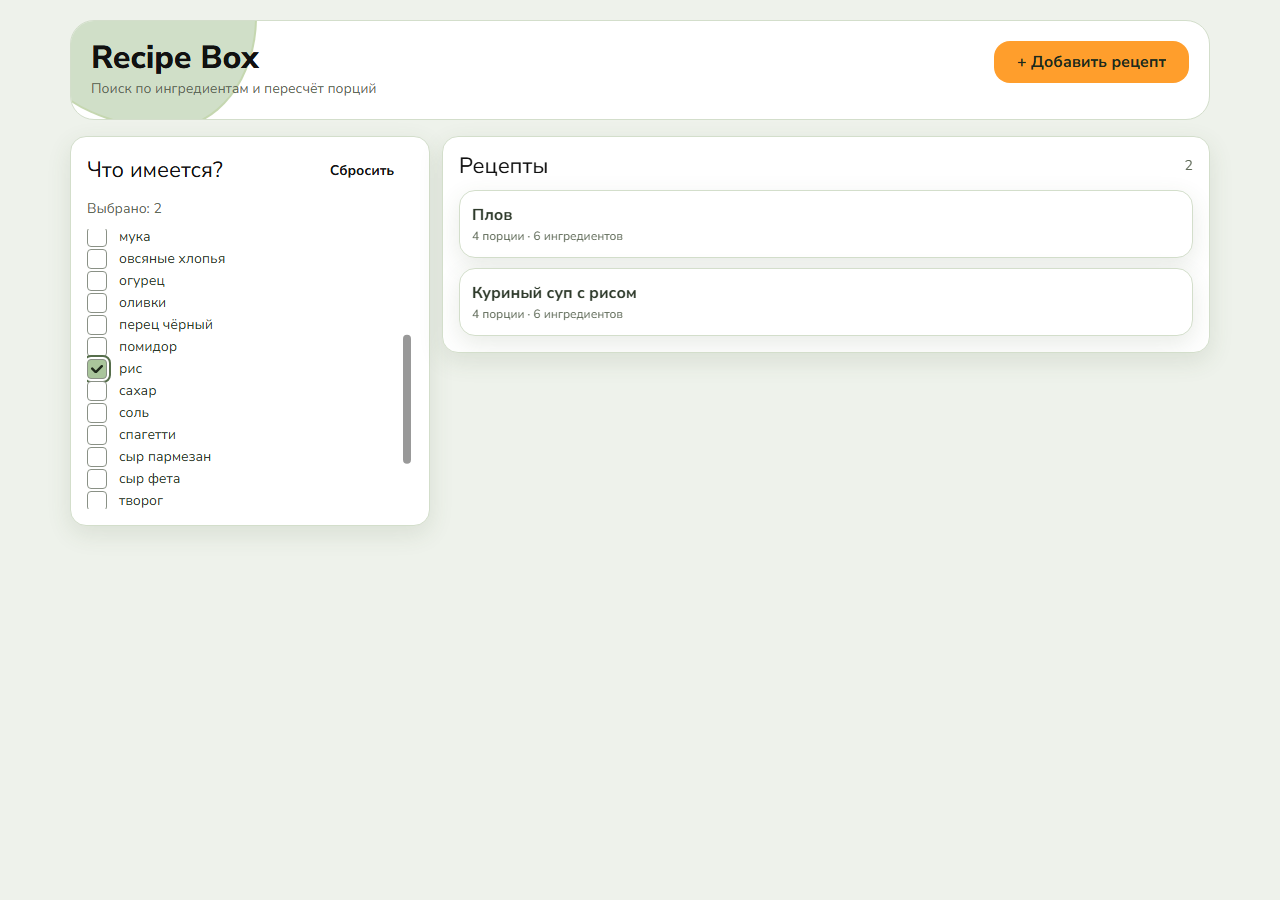 Recipe Box
Поиск по ингредиентам и пересчёт порций
+ Добавить рецепт
Что имеется?
Сбросить
Выбрано: 2
мука
овсяные хлопья
огурец
оливки
перец чёрный
помидор
рис
сахар
соль
спагетти
сыр пармезан
сыр фета
творог
Рецепты
2
Плов
4 порции · 6 ингредиентов
Куриный суп с рисом
4 порции · 6 ингредиентов